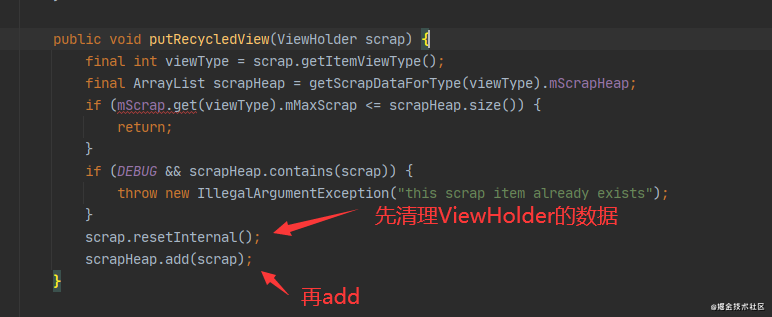 public void putRecycledView(ViewHolder scrap) {
final int viewType = scrap.getItemViewType();
final ArrayList scrapHeap = getScrapDataForType(viewType).mScrapHeap;
if (mScrap.get(viewType).mMaxScrap <= scrapHeap.size()) {
return;
}
if (DEBUG && scrapHeap.contains(scrap)) {
throw new IllegalArgumentException("this scrap item already exists");
}
先清理ViewHolder的数据
scrap.resetInternal();
scrapHeap.add(scrap);
}
再add
@掘金技术社区